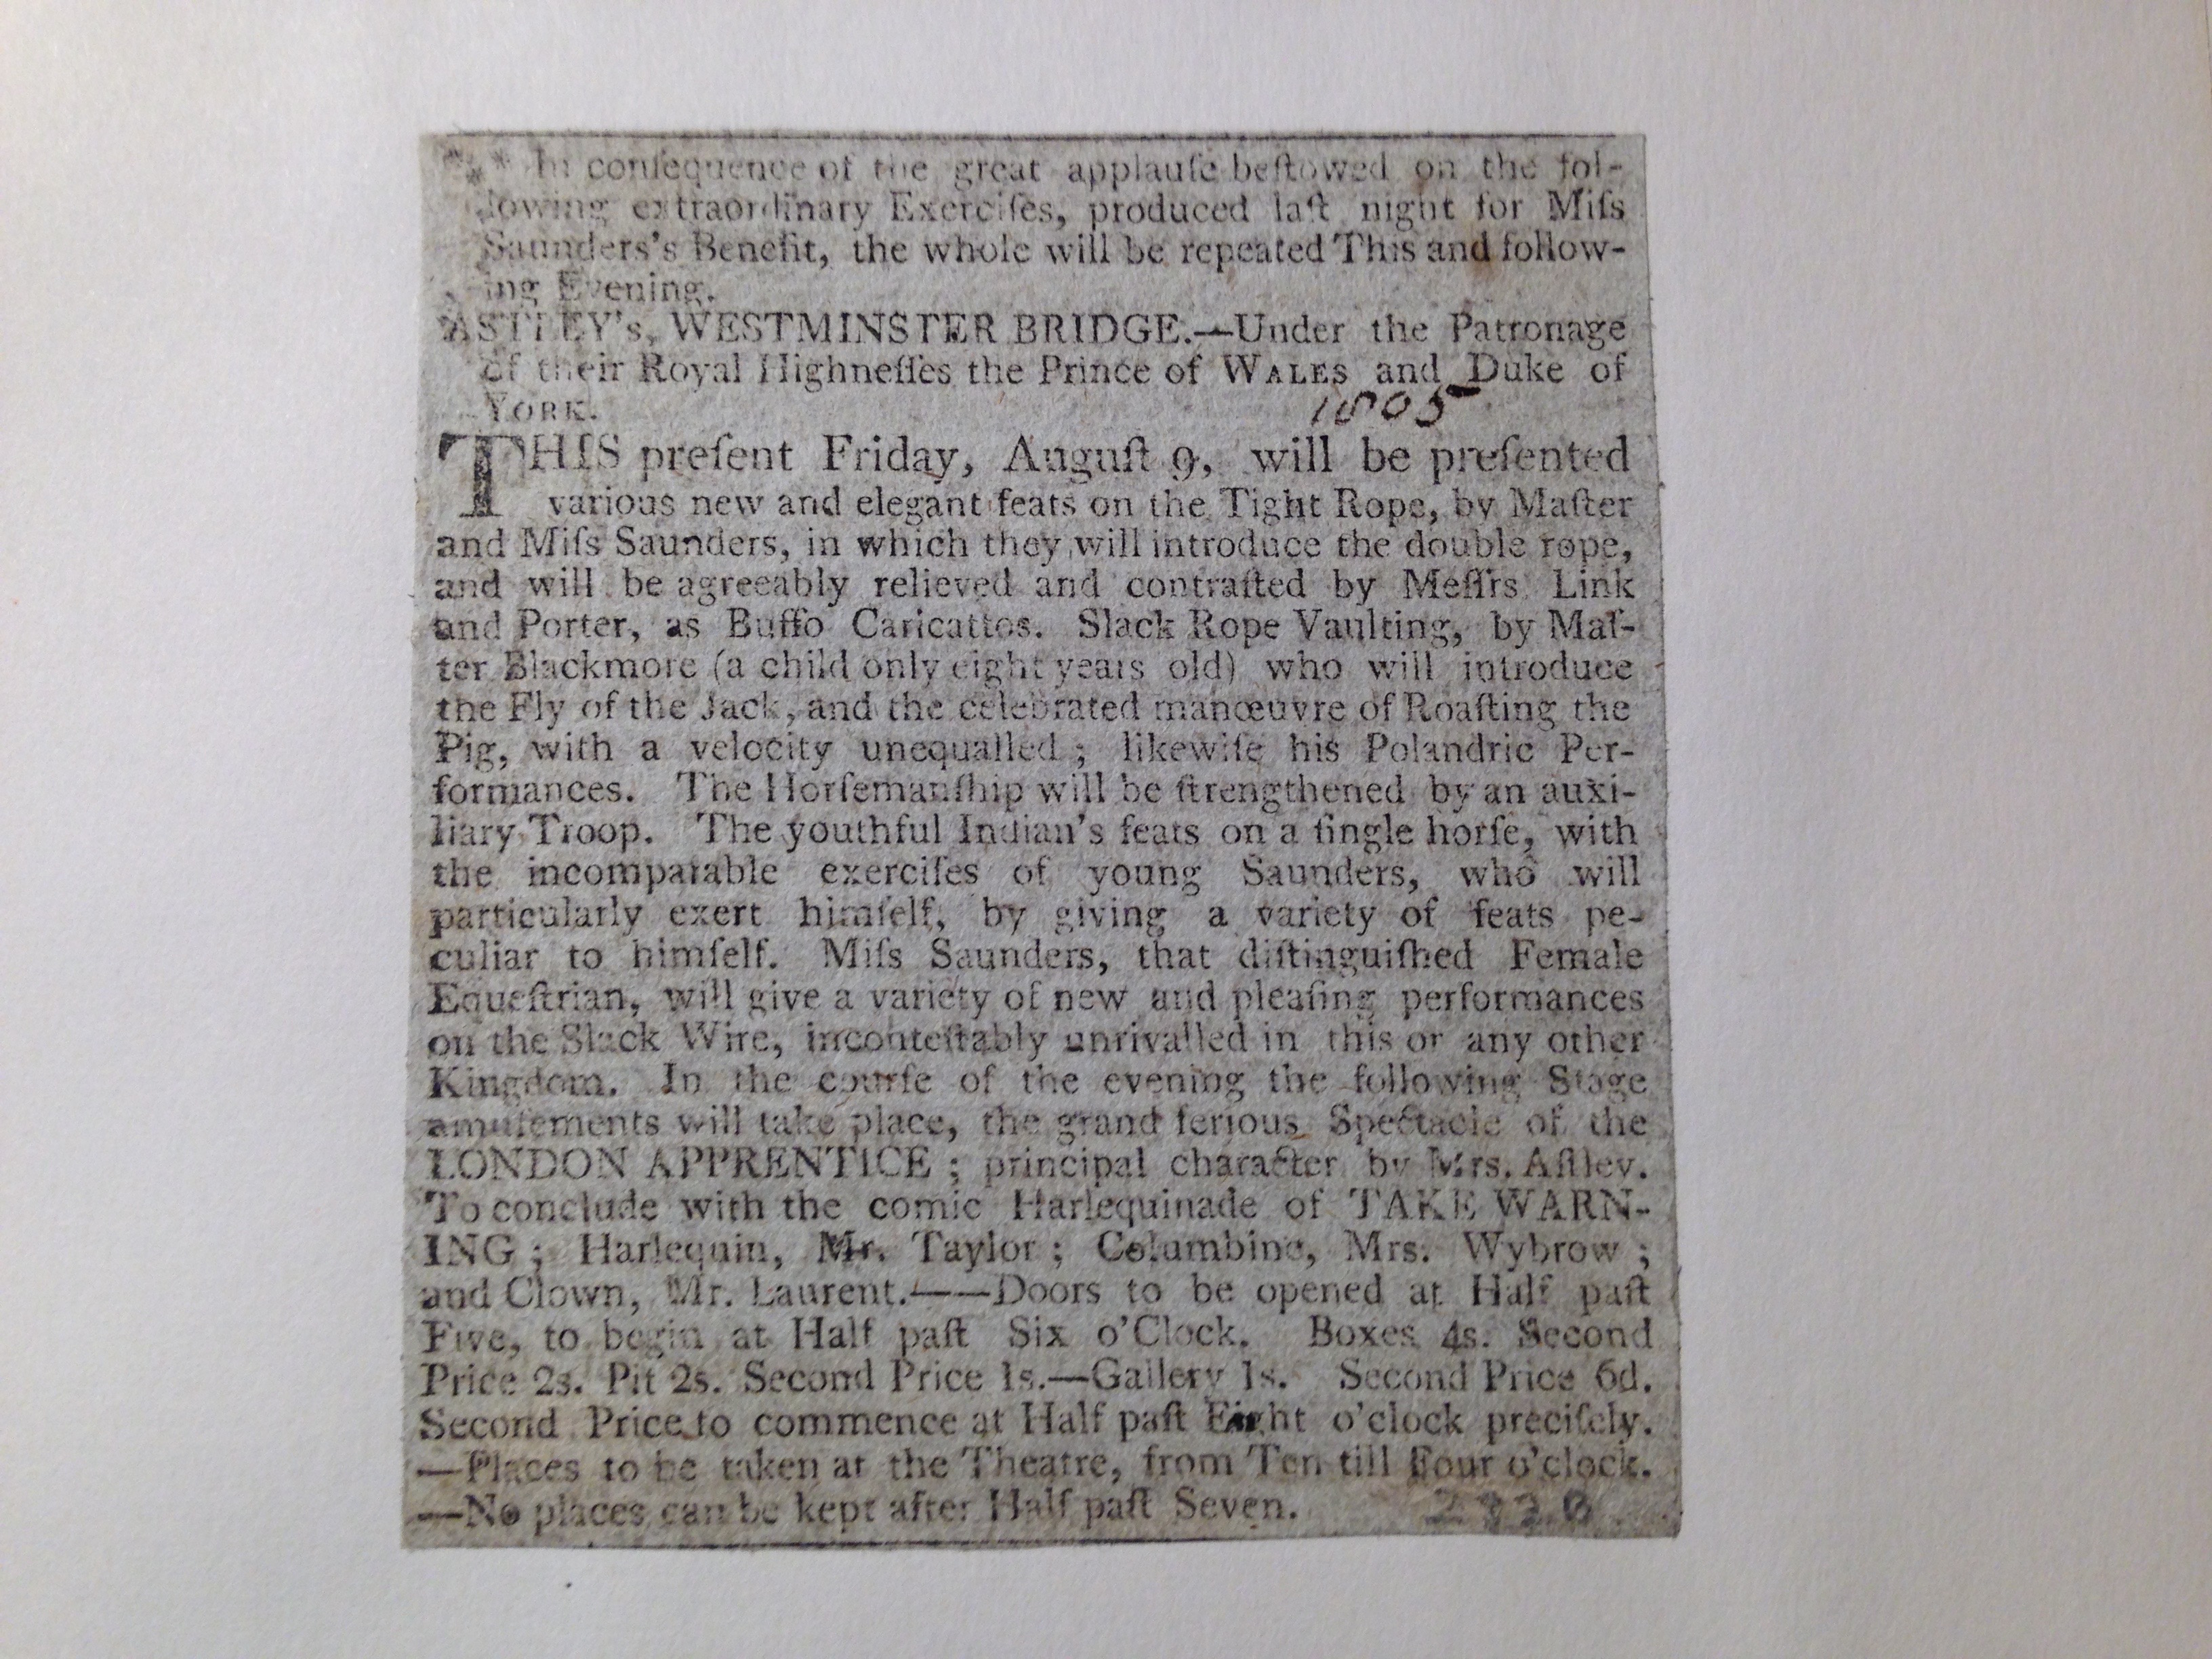 *⁎* In conſequence of the great applauſe beſtowed on the fol-
lowing extraordinary Exerciſes, produced laſt night for Miſs
Saunders's Benefit, the whole will be repeated This and follow-
ing Evening.
ASTLEY's, WESTMINSTER BRIDGE.—Under the Patronage
of their Royal Highneſſes the Prince of WALES and Duke of
YORK.
1805
THIS preſent Friday, Auguſt 9, will be preſented
various new and elegant feats on the Tight Rope, by Maſter
and Miſs Saunders, in which they will introduce the double rope,
and will be agreeably relieved and contraſted by Meſſrs Link
and Porter, as Buffo Caricattos. Slack Rope Vaulting, by Maſ-
ter Blackmore (a child only eight years old) who will introduce
the Fly of the Jack, and the celebrated manœuvre of Roaſting the
Pig, with a velocity unequalled; likewiſe his Polandric Per-
formances. The Horſemanſhip will be ſtrengthened by an auxi-
liary Troop. The youthful Indian's feats on a ſingle horſe, with
the incomparable exerciſes of young Saunders, who will
particularly exert himſelf, by giving a variety of feats pe-
culiar to himſelf. Miſs Saunders, that diſtinguiſhed Female
Equeſtrian, will give a variety of new and pleaſing performances
on the Slack Wire, inconteſtably unrivalled in this or any other
Kingdom. In the courſe of the evening the following Stage
amuſements will take place, the grand ſerious Spectacle of the
LONDON APPRENTICE; principal character by Mrs. Aſtley.
To conclude with the comic Harlequinade of TAKE WARN-
ING; Harlequin, Mr. Taylor; Columbine, Mrs. Wybrow;
and Clown, Mr. Laurent.——Doors to be opened at Half paſt
Five, to begin at Half paſt Six o'Clock. Boxes 4s. Second
Price 2s. Pit 2s. Second Price 1s.—Gallery 1s. Second Price 6d.
Second Price to commence at Half paſt Eight o'clock preciſely.
—Places to be taken at the Theatre, from Ten till Four o'clock.
—No places can be kept after Half paſt Seven.